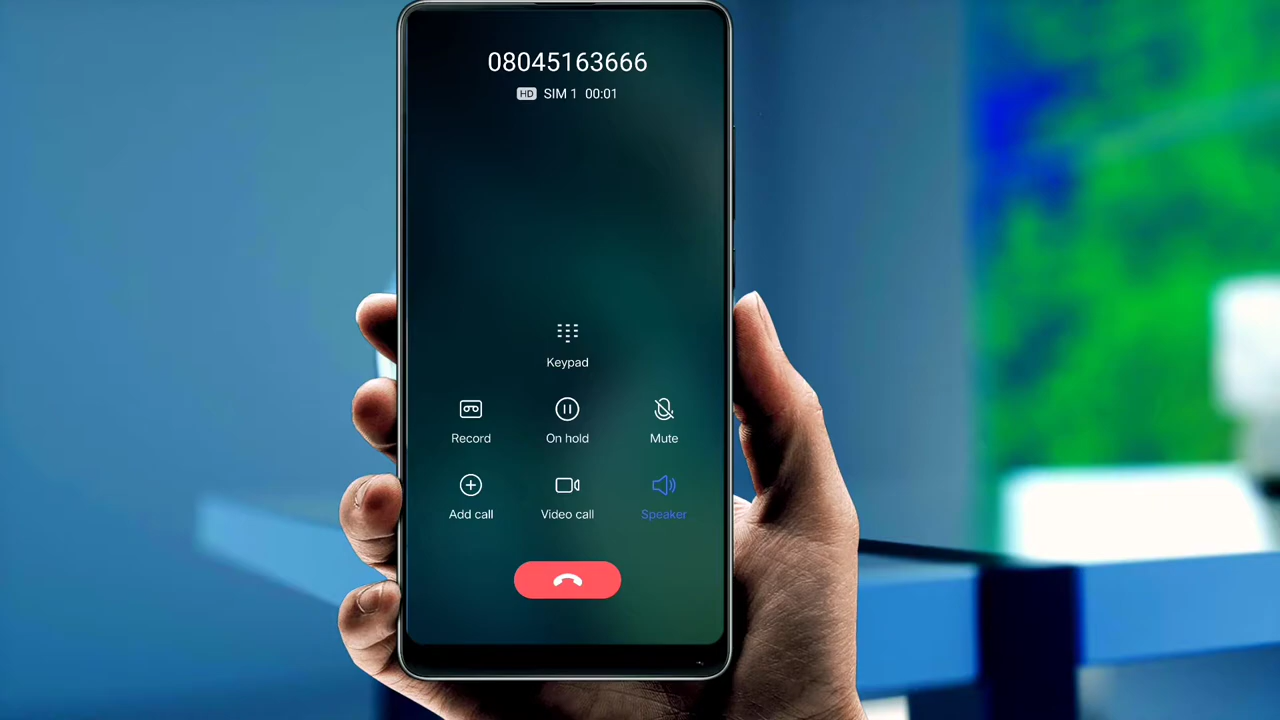 08045163666
HD SIM 1 00:01
Keypad
Record On hold Mute
Add call Video call Speaker